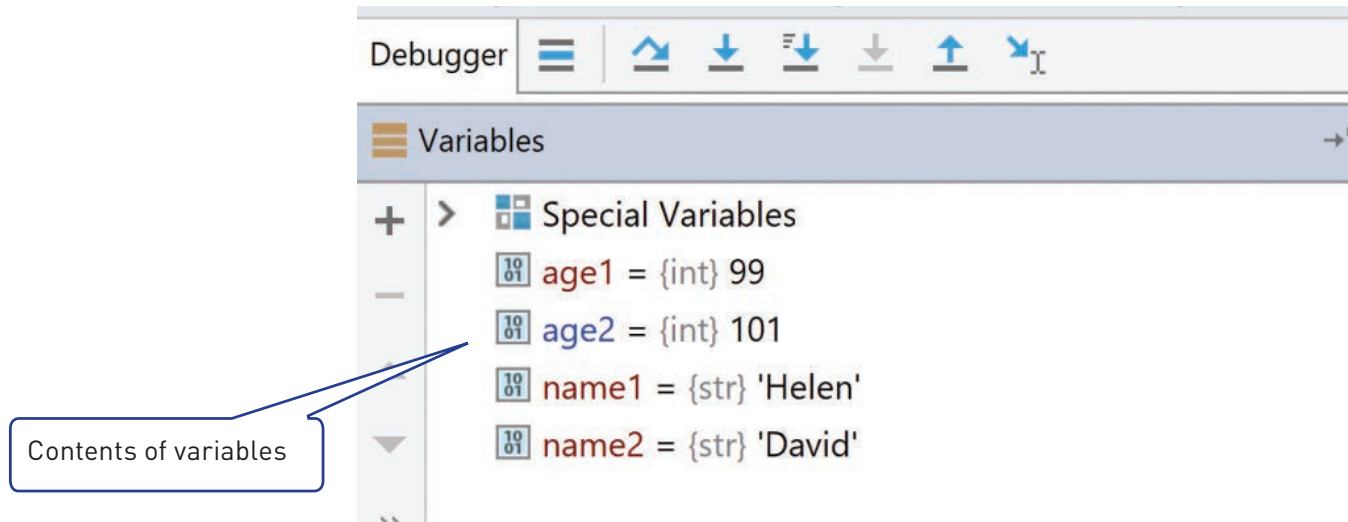 Debugger
Variables
Special Variables
age1 = {int} 99
age2 = {int} 101
name1 = {str} 'Helen'
Contents of variables
name2 = {str} 'David'